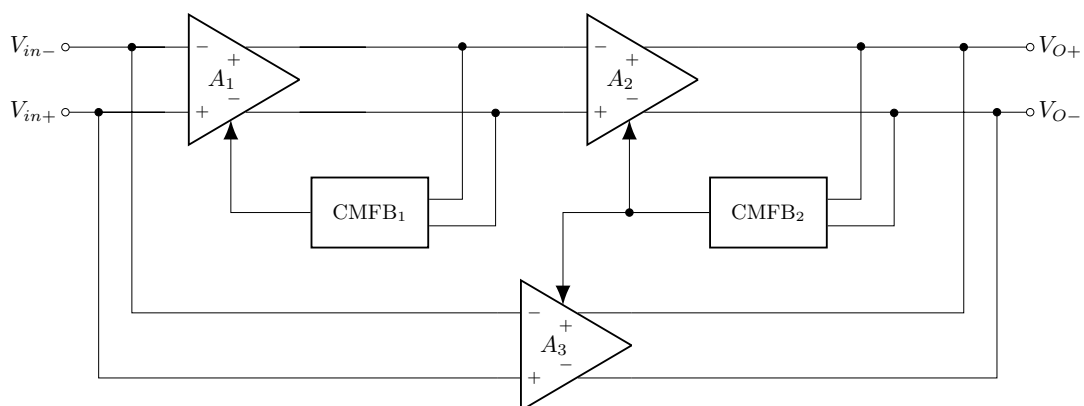 V_{in−}
− + V_{O+}
A_1
−
V_{in+}
+
− +
A_2
−
+
V_{O−}
CMFB_1
CMFB_2
− +
A_3
−
+